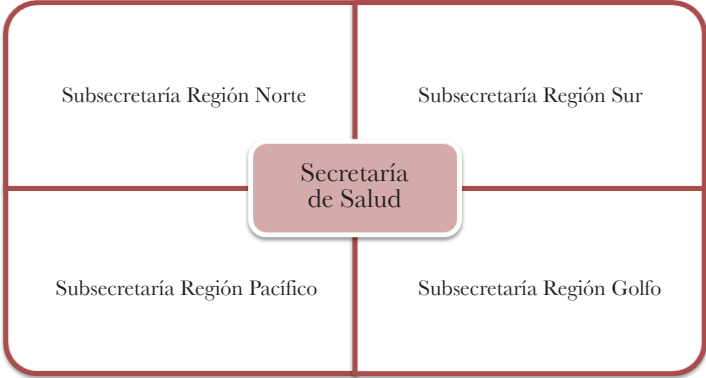 Subsecretaría Región Norte
Subsecretaría Región Sur
Secretaría
de Salud
Subsecretaría Región Pacífico
Subsecretaría Región Golfo